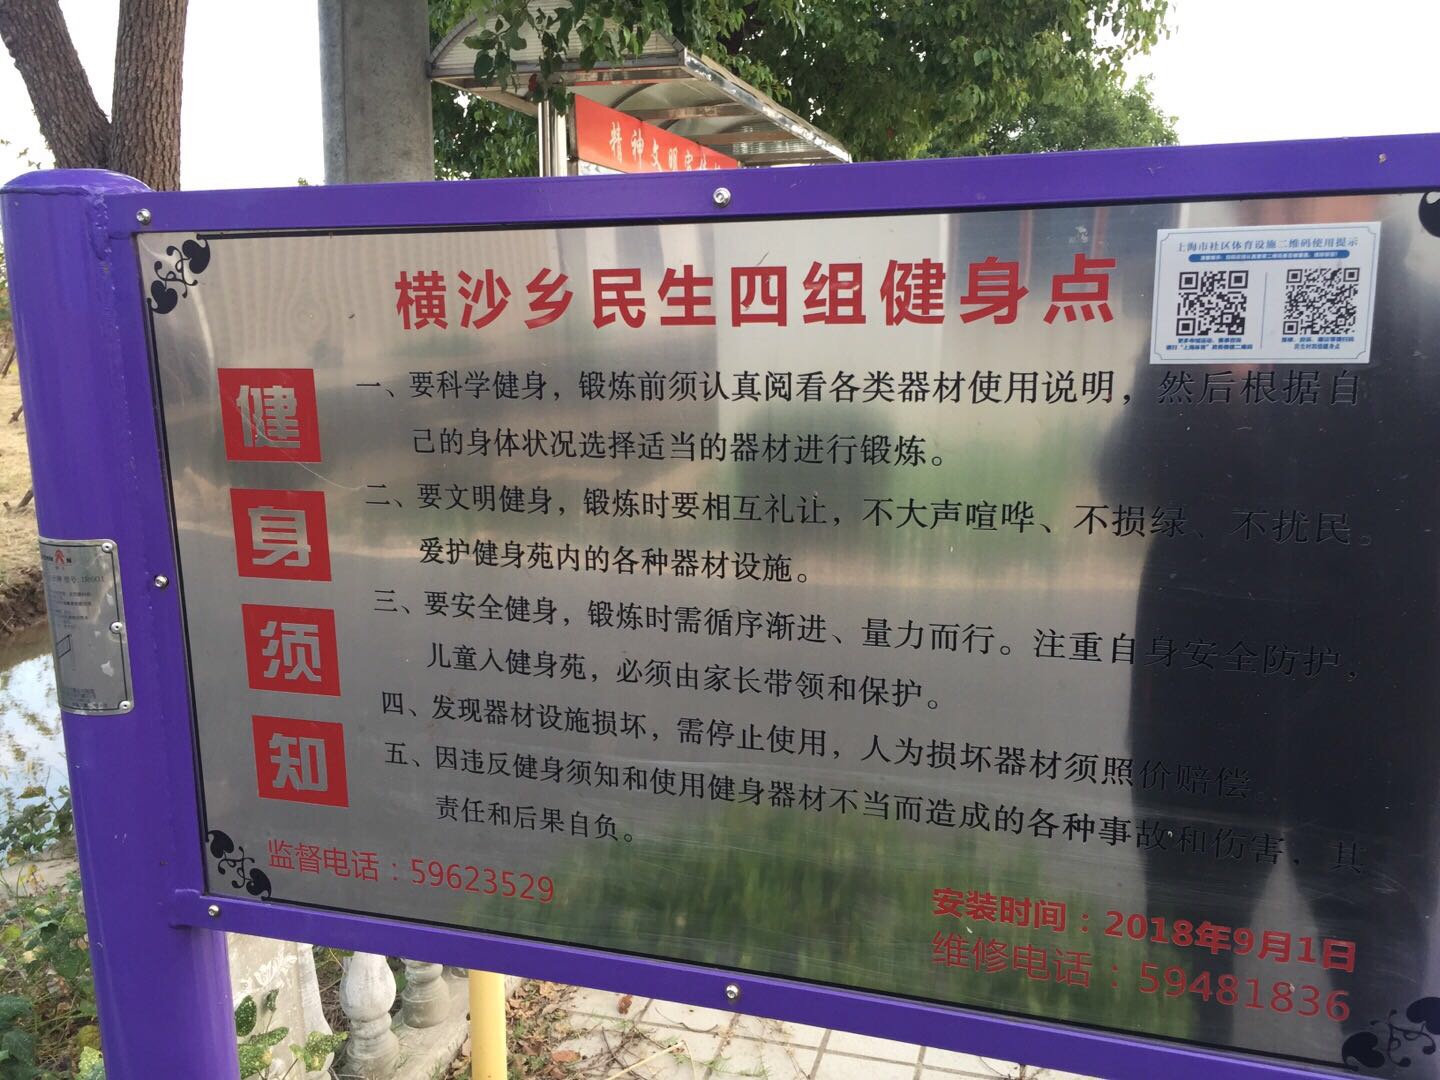 精神文明宣传
横沙乡民生四组健身点
上海市社区体育设施二维码使用提示
健身须知
一、要科学健身，锻炼前须认真阅看各类器材使用说明，然后根据自
己的身体状况选择适当的器材进行锻炼。
二、要文明健身，锻炼时要相互礼让，不大声喧哗、不损绿、不扰民。
爱护健身苑内的各种器材设施。
三、要安全健身，锻炼时需循序渐进、量力而行。注重自身安全防护，
儿童入健身苑，必须由家长带领和保护。
四、发现器材设施损坏，需停止使用，人为损坏器材须照价赔偿。
五、因违反健身须知和使用健身器材不当而造成的各种事故和伤害，其
责任和后果自负。
监督电话：59623529
安装时间：2018年9月1日
维修电话：59481836